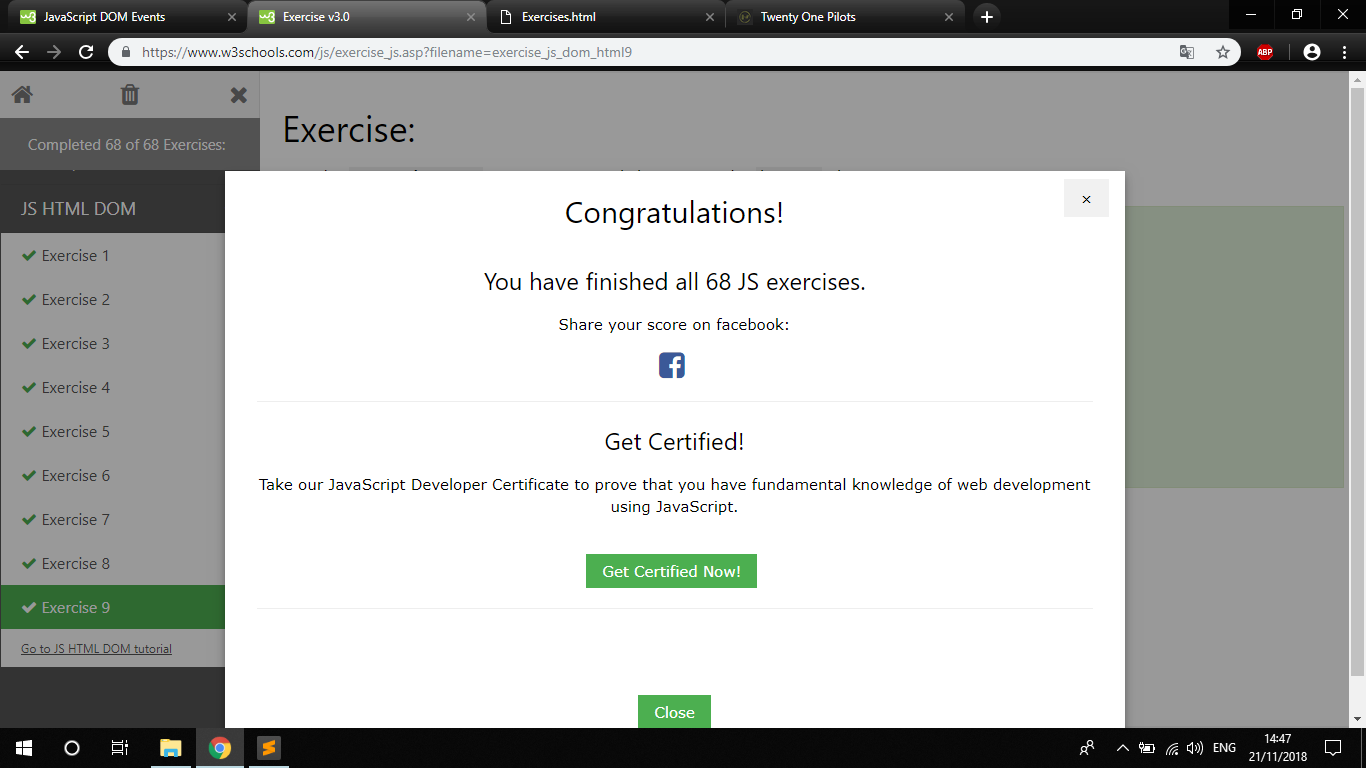 JavaScript DOM Events
Exercise v3.0
Exercises.html
Twenty One Pilots
https://www.w3schools.com/js/exercise_js.asp?filename=exercise_js_dom_html9
ABP
Completed 68 of 68 Exercises:
JS HTML DOM
Exercise 1
Exercise 2
Exercise 3
Exercise 4
Exercise 5
Exercise 6
Exercise 7
Exercise 8
Exercise 9
Go to JS HTML DOM tutorial
Exercise:
Congratulations!
×
You have finished all 68 JS exercises.
Share your score on facebook:
Get Certified!
Take our JavaScript Developer Certificate to prove that you have fundamental knowledge of web development
using JavaScript.
Get Certified Now!
Close
ENG
14:47
21/11/2018